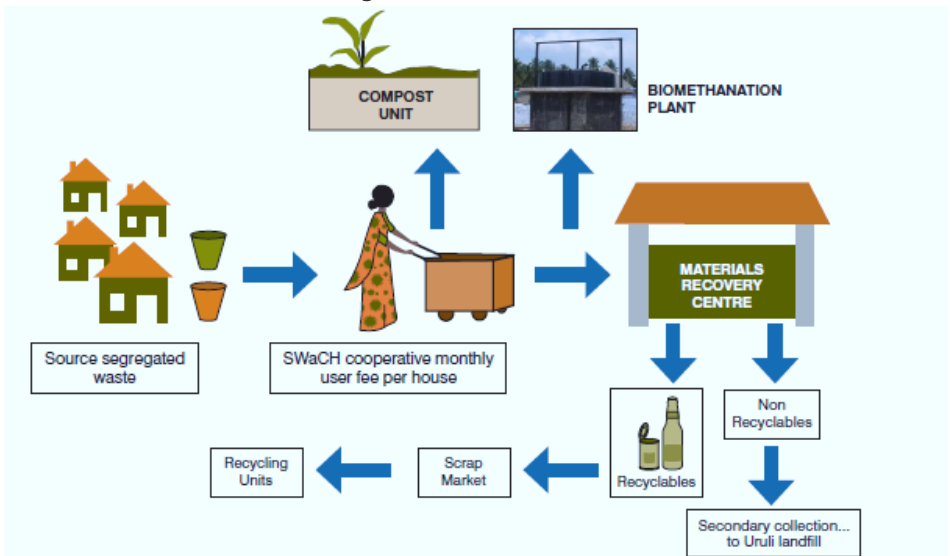 COMPOST
UNIT
BIOMETHANATION
PLANT
MATERIALS
RECOVERY
CENTRE
Source segregated
waste
SWaCH cooperative monthly
user fee per house
Non
Recyclables
Recycling
Units
Scrap
Market
Recyclables
Secondary collection...
to Uruli landfill